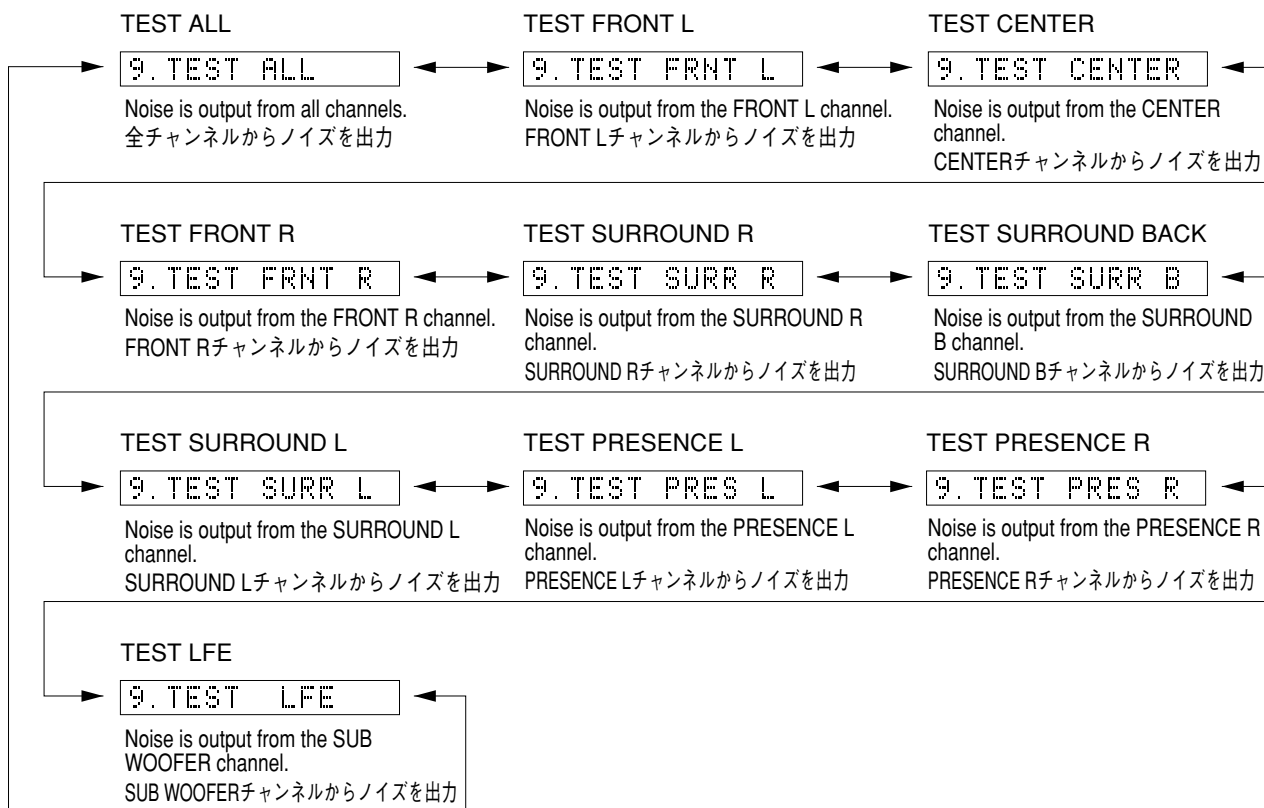 TEST ALL
9.TEST ALL
Noise is output from all channels.
全チャンネルからノイズを出力
TEST FRONT L
9.TEST FRNT L
Noise is output from the FRONT L channel.
FRONT Lチャンネルからノイズを出力
TEST CENTER
9.TEST CENTER
Noise is output from the CENTER
channel.
CENTERチャンネルからノイズを出力
TEST FRONT R
9.TEST FRNT R
Noise is output from the FRONT R channel.
FRONT Rチャンネルからノイズを出力
TEST SURROUND R
9.TEST SURR R
Noise is output from the SURROUND R
channel.
SURROUND Rチャンネルからノイズを出力
TEST SURROUND BACK
9.TEST SURR B
Noise is output from the SURROUND
B channel.
SURROUND Bチャンネルからノイズを出力
TEST SURROUND L
9.TEST SURR L
Noise is output from the SURROUND L
channel.
SURROUND Lチャンネルからノイズを出力
TEST PRESENCE L
9.TEST PRES L
Noise is output from the PRESENCE L
channel.
PRESENCE Lチャンネルからノイズを出力
TEST PRESENCE R
9.TEST PRES R
Noise is output from the PRESENCE R
channel.
PRESENCE Rチャンネルからノイズを出力
TEST LFE
9.TEST  LFE
Noise is output from the SUB
WOOFER channel.
SUB WOOFERチャンネルからノイズを出力